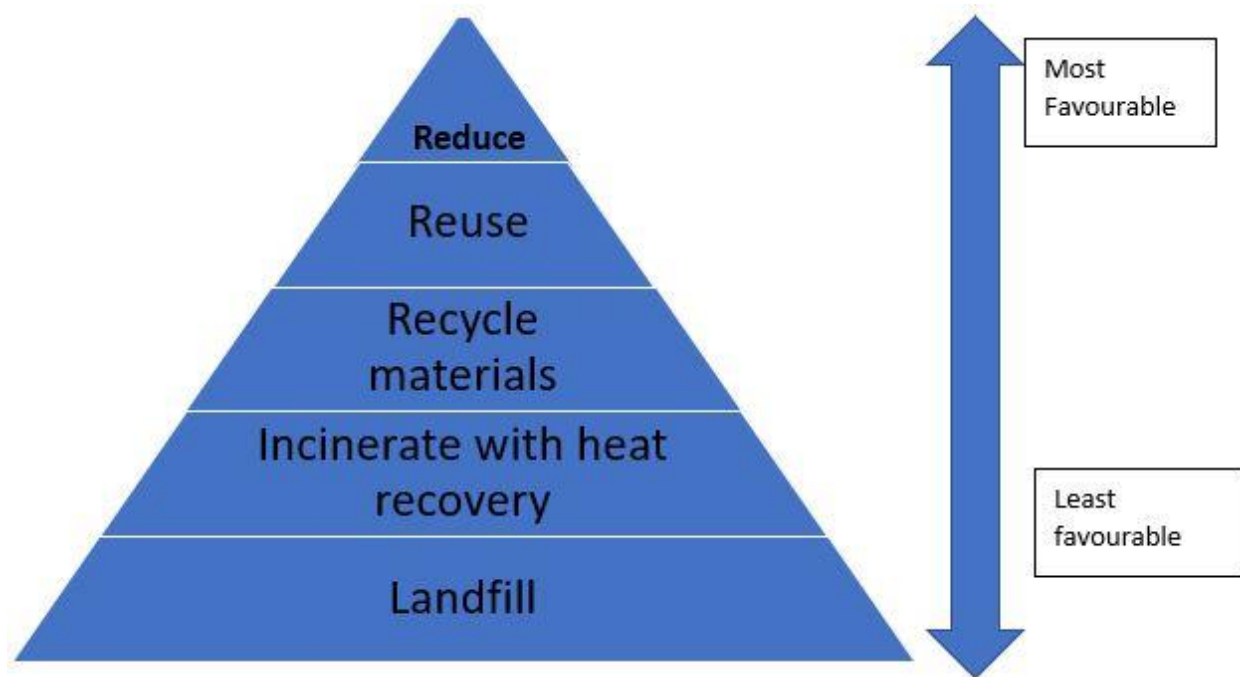 Reduce
Reuse
Recycle
materials
Incinerate with heat
recovery
Landfill
Most
Favourable
Least
favourable